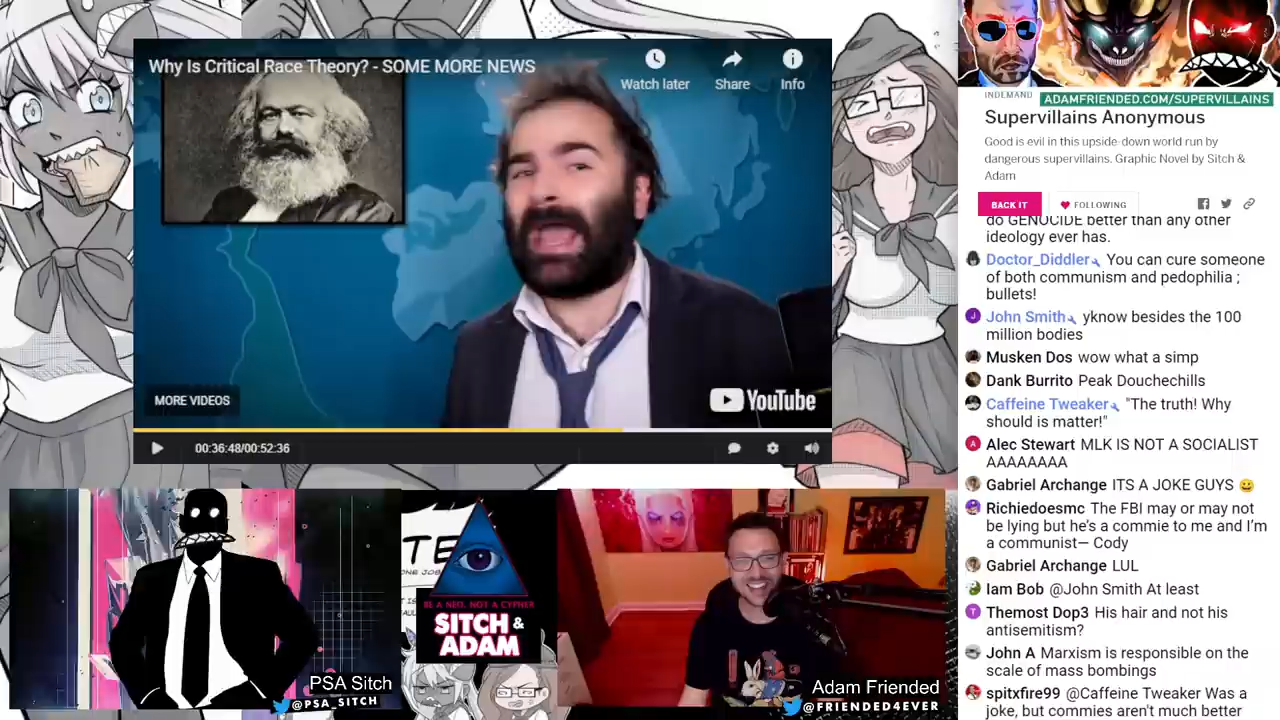 Why Is Critical Race Theory? - SOME MORE NEWS
Watch later
Share
Info
MORE VIDEOS
YouTube
00:36:48/00:52:36
INDEMAND
ADAMFRIENDED.COM/SUPERVILLAINS
Supervillains Anonymous
Good is evil in this upside-down world run by
dangerous supervillains. Graphic Novel by Sitch &
Adam
BACK IT
FOLLOWING
do GENOCIDE better than any other
ideology ever has.
Doctor_Diddler You can cure someone
of both communism and pedophilia ;
bullets!
John Smith yknow besides the 100
million bodies
Musken Dos wow what a simp
Dank Burrito Peak Douchechills
Caffeine Tweaker "The truth! Why
should is matter!"
Alec Stewart MLK IS NOT A SOCIALIST
AAAAAAAA
Gabriel Archange ITS A JOKE GUYS 😀
Richiedoesmc The FBI may or may not
be lying but he's a commie to me and I'm
a communist— Cody
Gabriel Archange LUL
Iam Bob @John Smith At least
Themost Dop3 His hair and not his
antisemitism?
John A Marxism is responsible on the
scale of mass bombings
spitxfire99 @Caffeine Tweaker Was a
joke, but commies aren't much better
PSA Sitch
@PSA_SITCH
BE A NEO, NOT A CYPHER
SITCH &
ADAM
Adam Friended
@FRIENDED4EVER